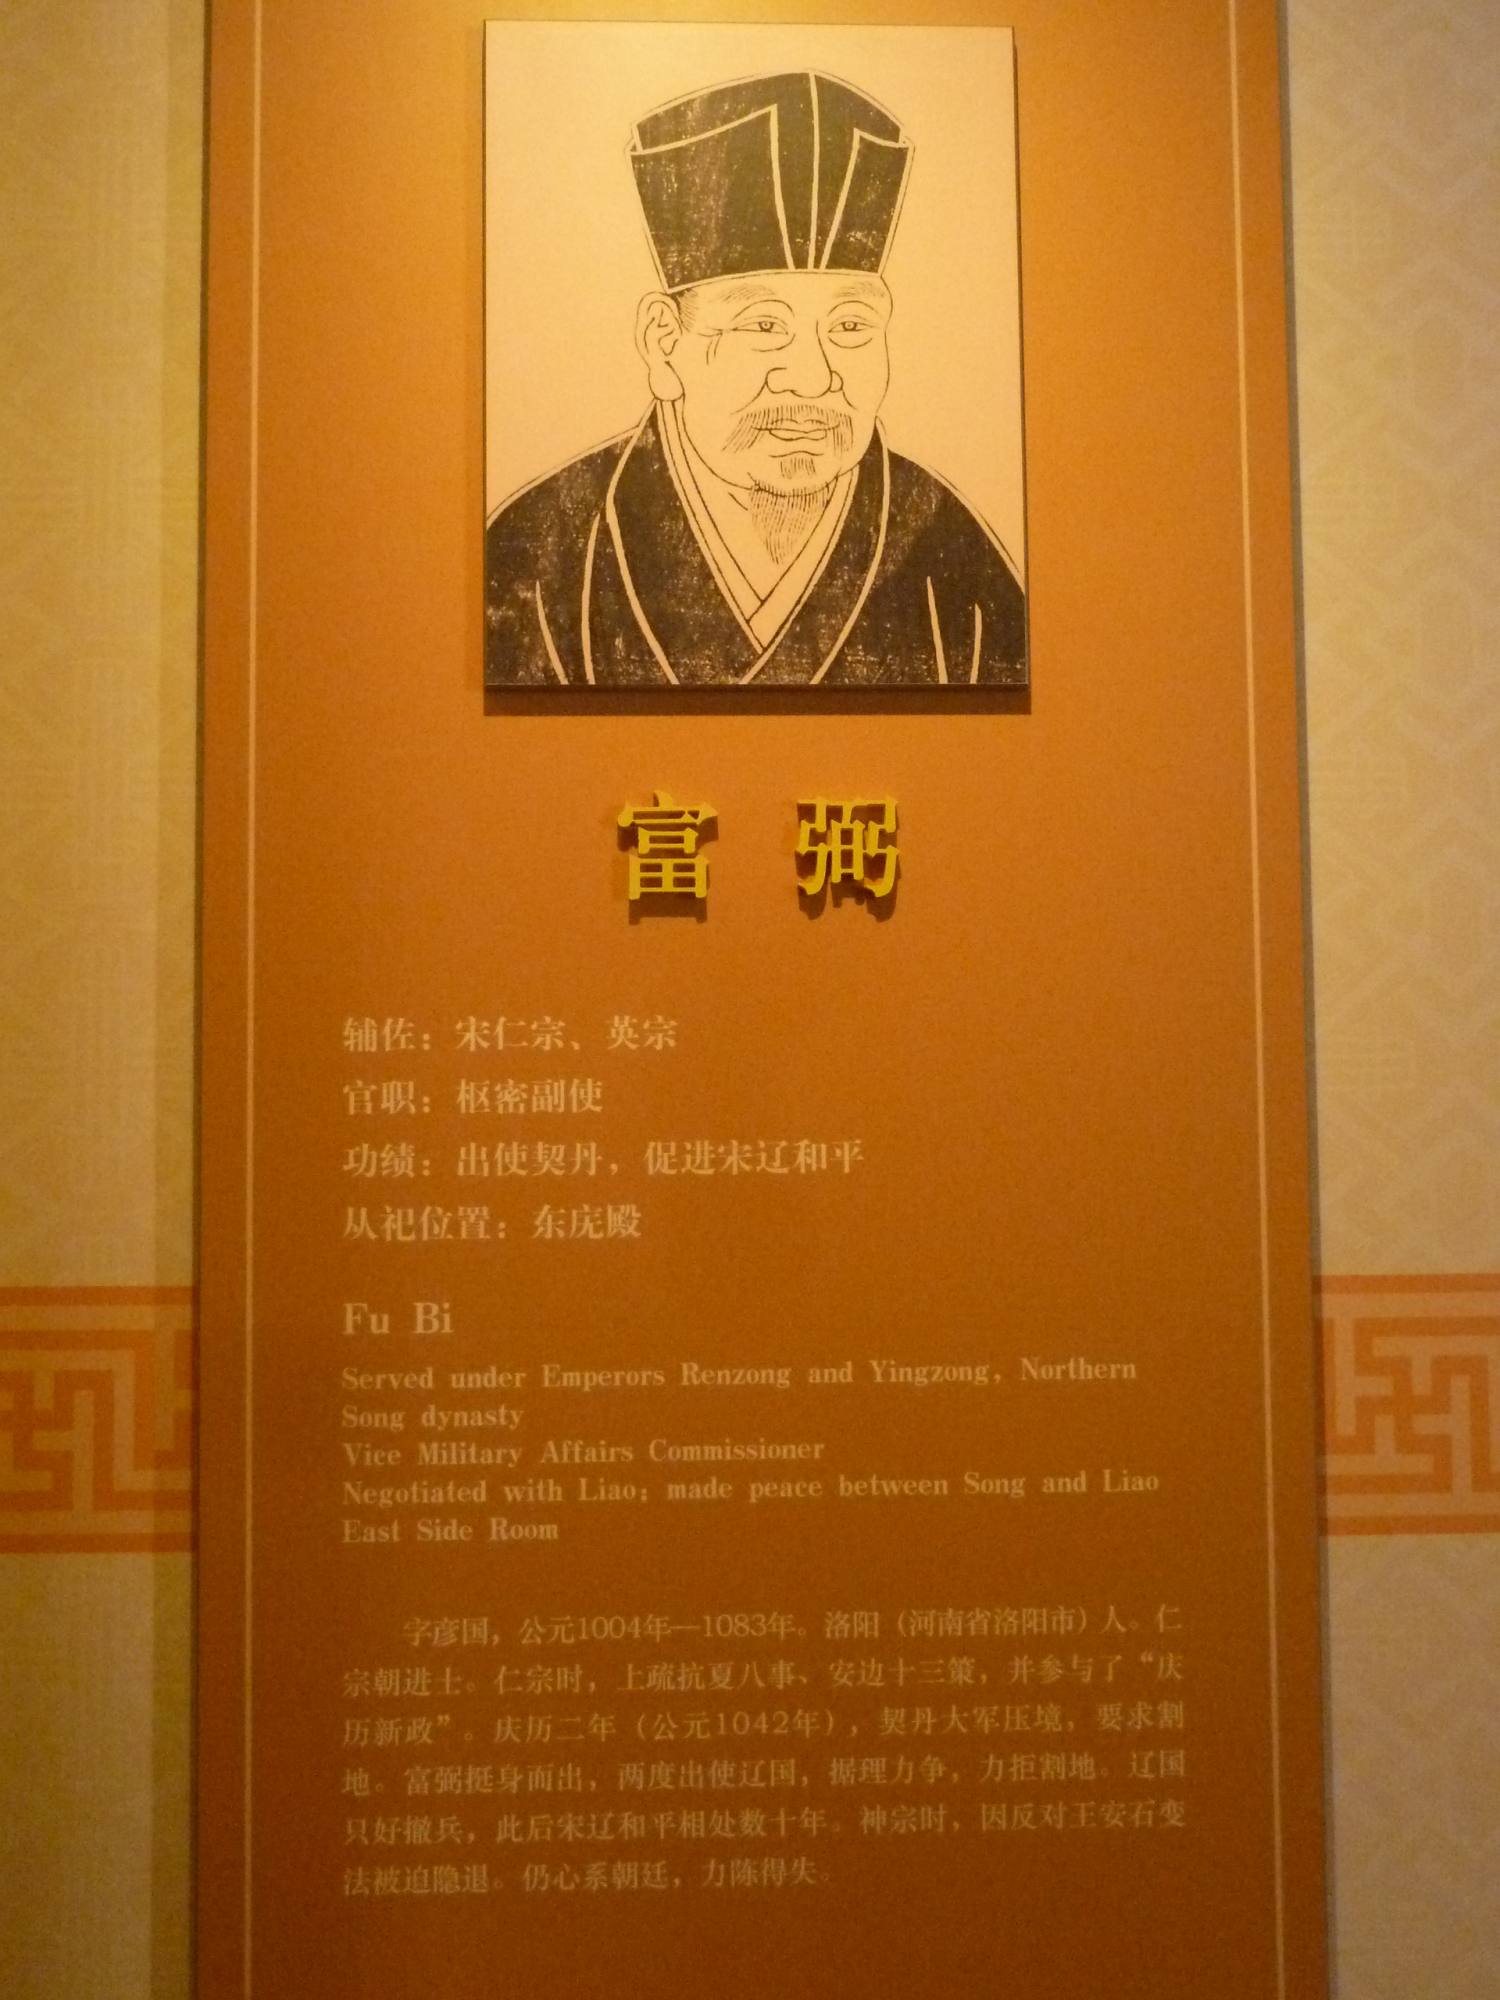 富弼
辅佐：宋仁宗、英宗
官职：枢密副使
功绩：出使契丹，促进宋辽和平
从祀位置：东庑殿
Fu Bi
Served under Emperors Renzong and Yingzong, Northern
Song dynasty
Vice Military Affairs Commissioner
Negotiated with Liao; made peace between Song and Liao
East Side Room
字彦国，公元1004年—1083年。洛阳（河南省洛阳市）人。仁
宗朝进士。仁宗时，上疏抗夏八事、安边十三策，并参与了“庆
历新政”。庆历二年（公元1042年），契丹大军压境，要求割
地。富弼挺身而出，两度出使辽国，据理力争，力拒割地。辽国
只好撤兵，此后宋辽和平相处数十年。神宗时，因反对王安石变
法被迫隐退。仍心系朝廷，力陈得失。